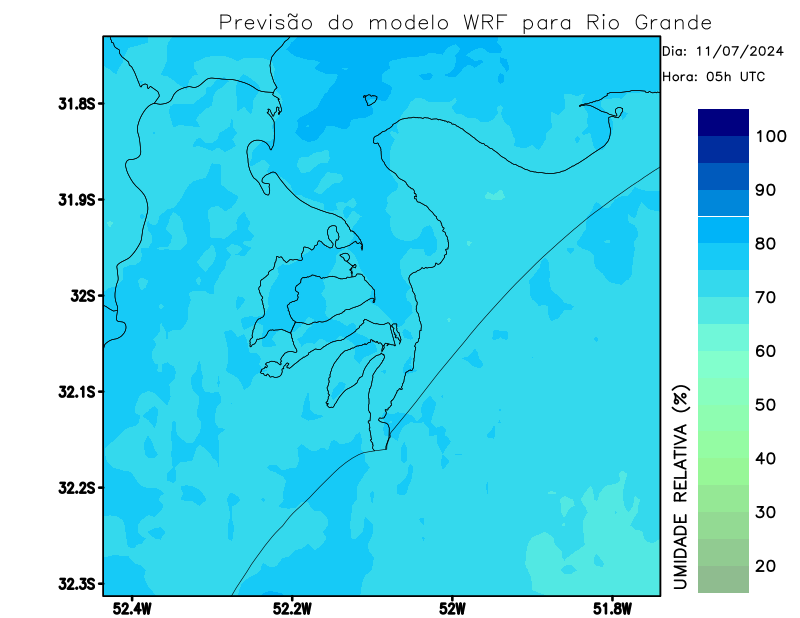 Previsão do modelo WRF para Rio Grande
Dia: 11/07/2024
Hora: 05h UTC
31.8S
31.9S
32S
32.1S
32.2S
32.3S
52.4W
52.2W
52W
51.8W
100
90
80
70
60
50
40
30
20
UMIDADE RELATIVA (%)